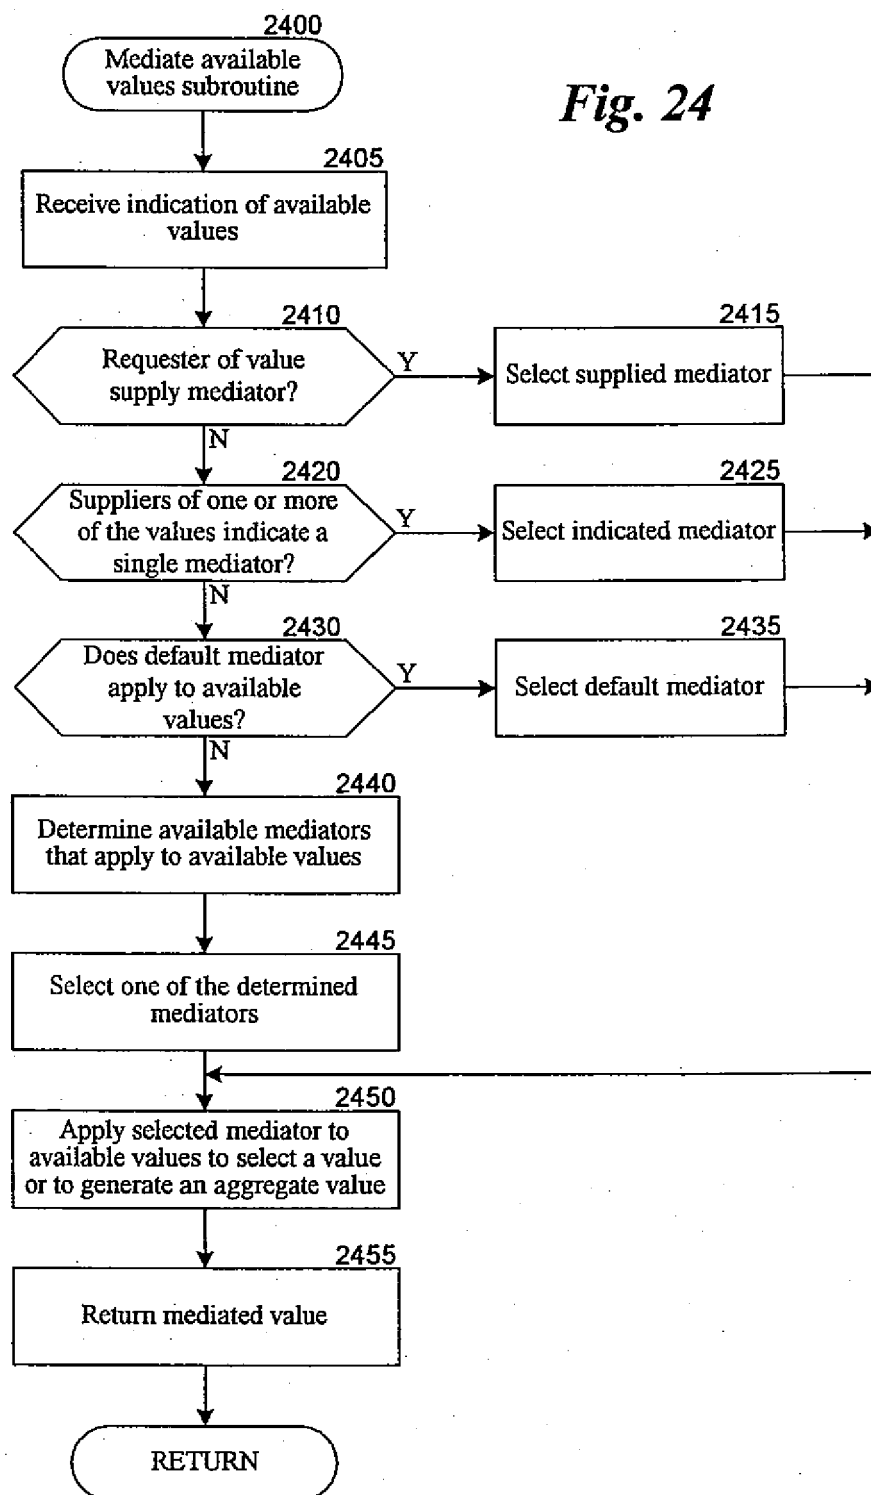 2400
Mediate available
values subroutine
Fig. 24
2405
Receive indication of available
values
2410
Requester of value
supply mediator?
Y
N
2415
Select supplied mediator
2420
Suppliers of one or more
of the values indicate a
single mediator?
Y
N
2425
Select indicated mediator
2430
Does default mediator
apply to available
values?
Y
N
2435
Select default mediator
2440
Determine available mediators
that apply to available values
2445
Select one of the determined
mediators
2450
Apply selected mediator to
available values to select a value
or to generate an aggregate value
2455
Return mediated value
RETURN